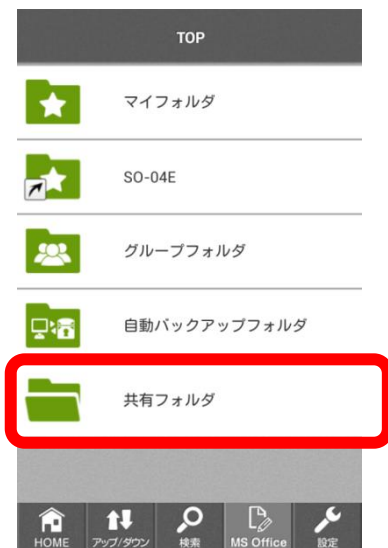 TOP
マイフォルダ
SO-04E
グループフォルダ
自動バックアップフォルダ
共有フォルダ
HOME アップ/ダウン 検索 MS Office 設定